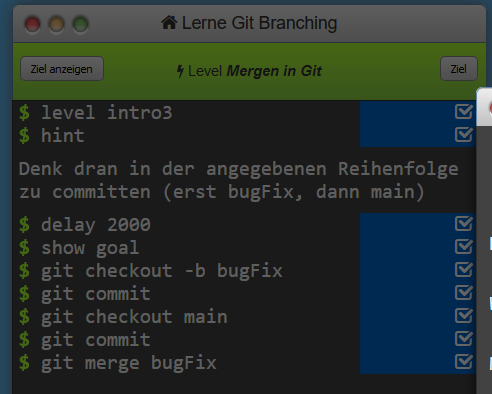 Lerne Git Branching
Ziel anzeigen
Level Mergen in Git
Ziel
$ level intro3
$ hint
Denk dran in der angegebenen Reihenfolge
zu committen (erst bugFix, dann main)
$ delay 2000
$ show goal
$ git checkout -b bugFix
$ git commit
$ git checkout main
$ git commit
$ git merge bugFix